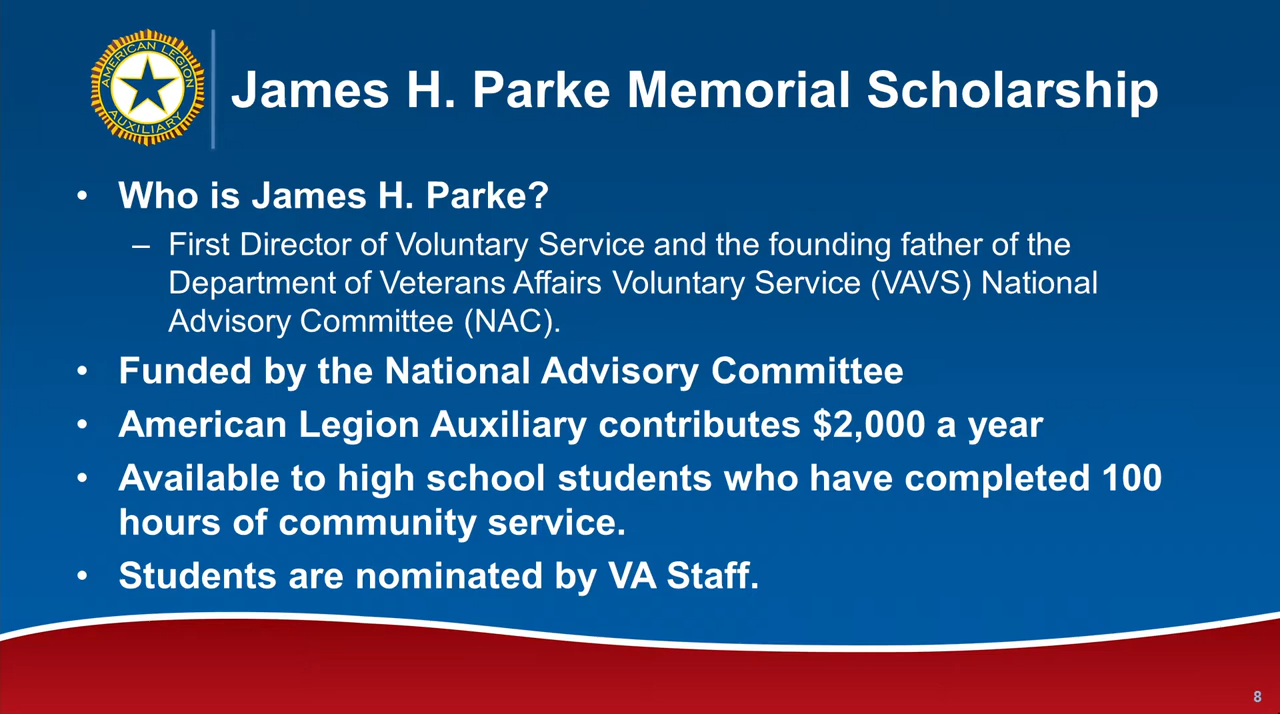 AMERICAN LEGION
AUXILIARY
James H. Parke Memorial Scholarship
• Who is James H. Parke?
– First Director of Voluntary Service and the founding father of the
Department of Veterans Affairs Voluntary Service (VAVS) National
Advisory Committee (NAC).
• Funded by the National Advisory Committee
• American Legion Auxiliary contributes $2,000 a year
• Available to high school students who have completed 100
hours of community service.
• Students are nominated by VA Staff.
8